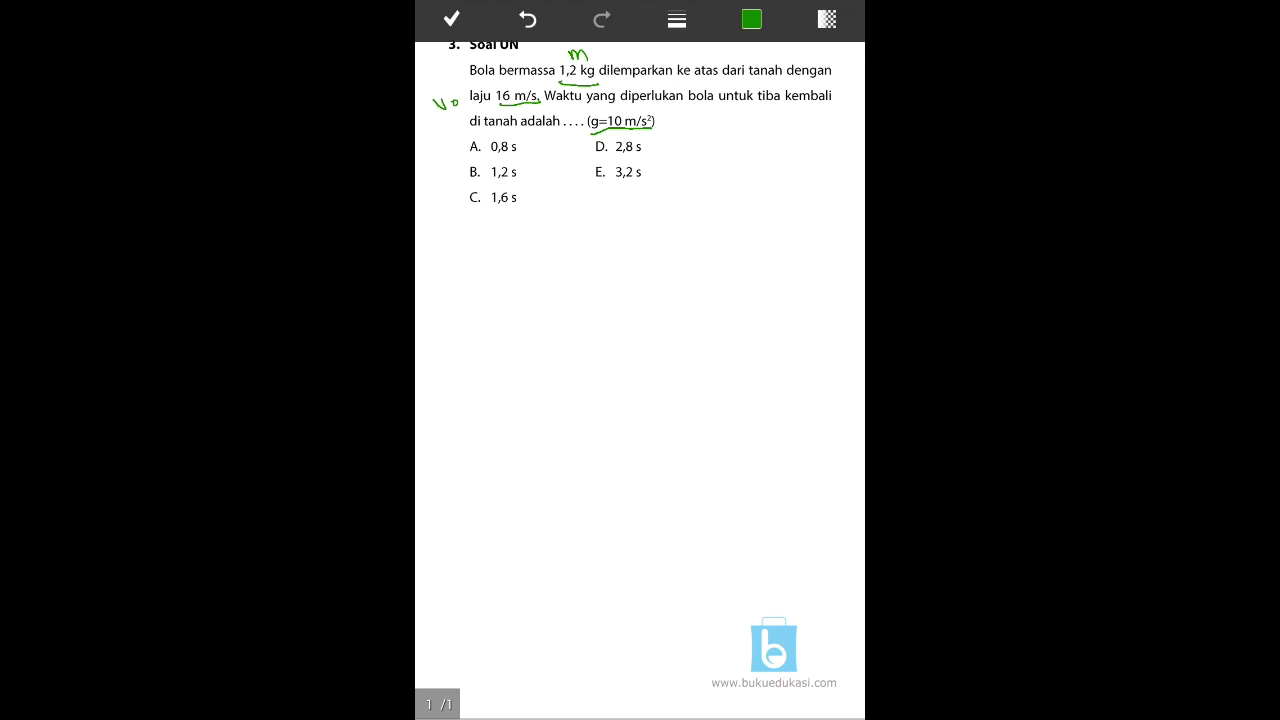 3. Soal UN
m
Bola bermassa 1,2 kg dilemparkan ke atas dari tanah dengan
laju 16 m/s. Waktu yang diperlukan bola untuk tiba kembali
v₀
di tanah adalah .... (g=10 m/s²)
A. 0,8 s D. 2,8 s
B. 1,2 s E. 3,2 s
C. 1,6 s
b
www.bukuedukasi.com
1 /1